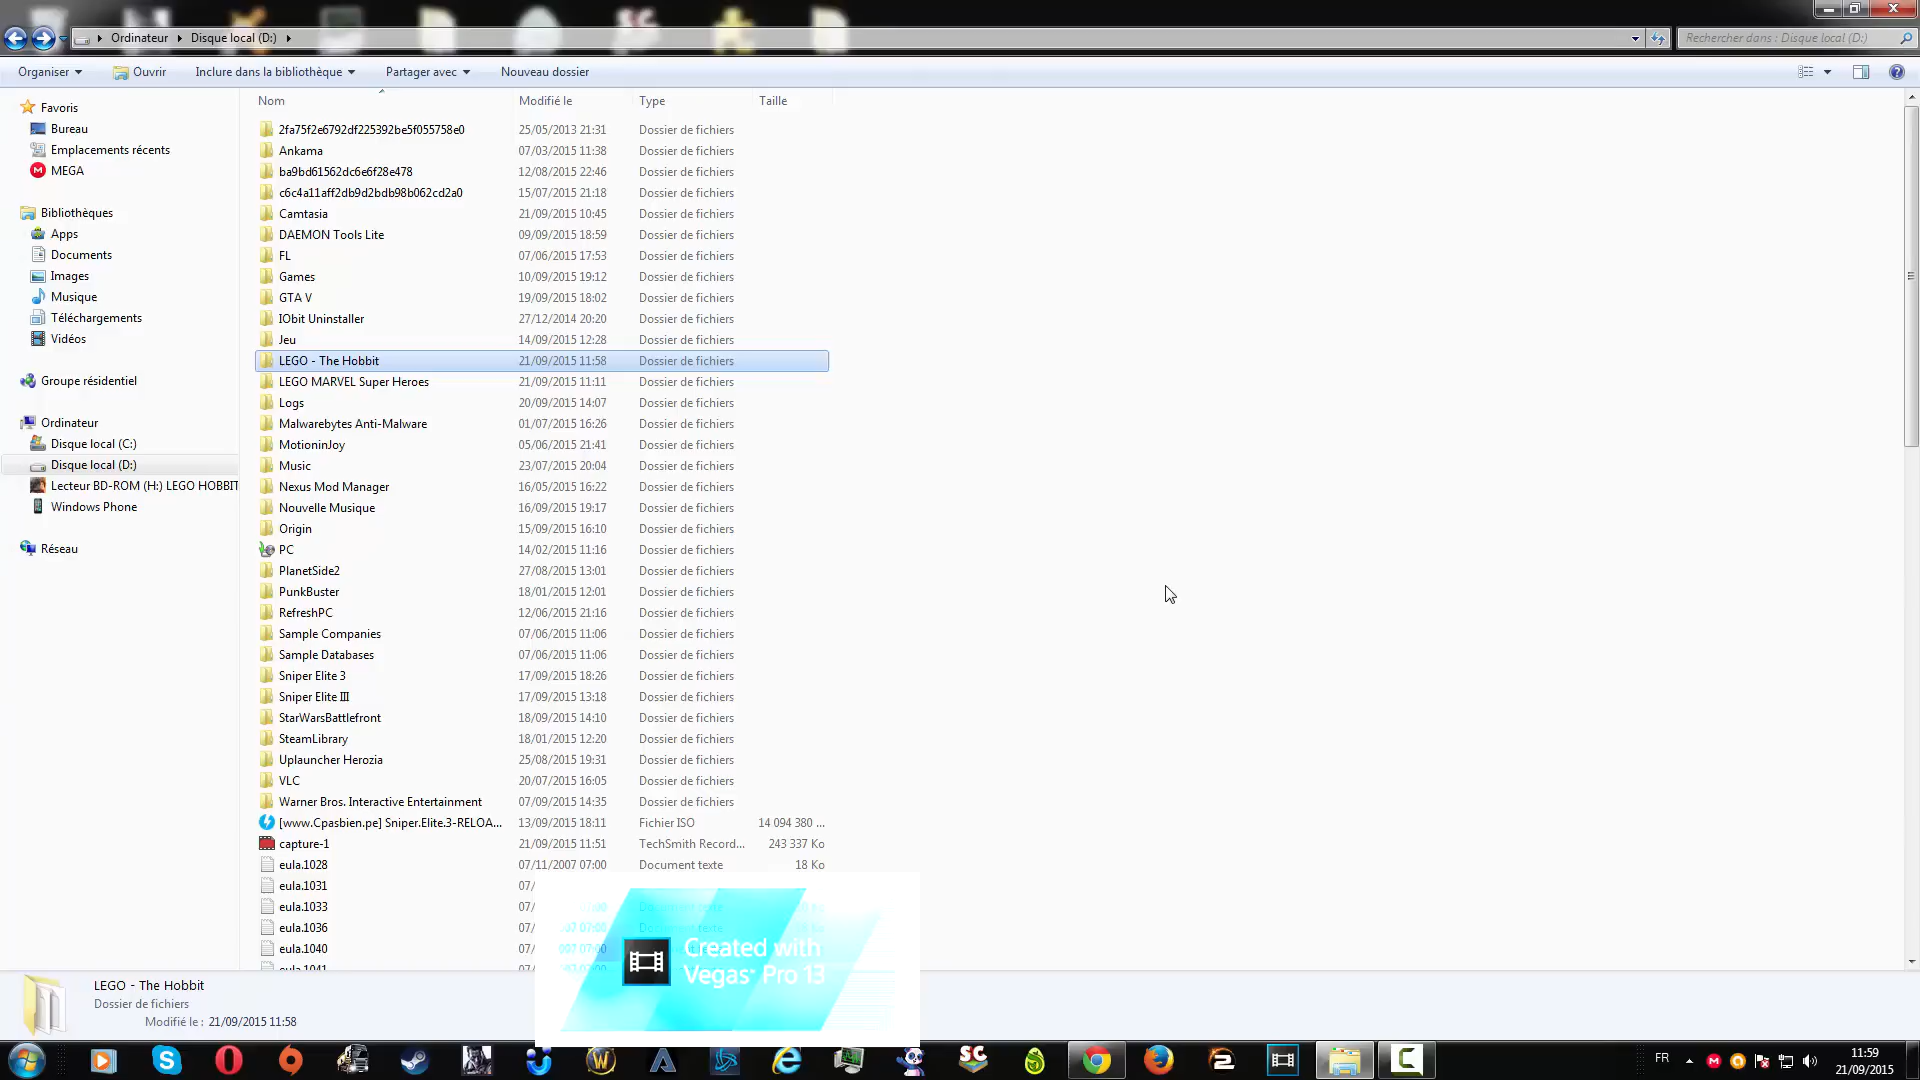 Ordinateur Disque local (D:) Rechercher dans : Disque local (D:)
Organiser Ouvrir Inclure dans la bibliothèque Partager avec Nouveau dossier
Favoris
Bureau
Emplacements récents
MEGA
Bibliothèques
Apps
Documents
Images
Musique
Téléchargements
Vidéos
Groupe résidentiel
Ordinateur
Disque local (C:)
Disque local (D:)
Lecteur BD-ROM (H:) LEGO HOBBIT
Windows Phone
Réseau
Nom Modifié le Type Taille
2fa75f2e6792df225392be5f055758e0 25/05/2013 21:31 Dossier de fichiers
Ankama 07/03/2015 11:38 Dossier de fichiers
ba9bd61562dc6e6f28e478 12/08/2015 22:46 Dossier de fichiers
c6c4a11aff2db9d2bdb98b062cd2a0 15/07/2015 21:18 Dossier de fichiers
Camtasia 21/09/2015 10:45 Dossier de fichiers
DAEMON Tools Lite 09/09/2015 18:59 Dossier de fichiers
FL 07/06/2015 17:53 Dossier de fichiers
Games 10/09/2015 19:12 Dossier de fichiers
GTA V 19/09/2015 18:02 Dossier de fichiers
IObit Uninstaller 27/12/2014 20:20 Dossier de fichiers
Jeu 14/09/2015 12:28 Dossier de fichiers
LEGO - The Hobbit 21/09/2015 11:58 Dossier de fichiers
LEGO MARVEL Super Heroes 21/09/2015 11:11 Dossier de fichiers
Logs 20/09/2015 14:07 Dossier de fichiers
Malwarebytes Anti-Malware 01/07/2015 16:26 Dossier de fichiers
MotioninJoy 05/06/2015 21:41 Dossier de fichiers
Music 23/07/2015 20:04 Dossier de fichiers
Nexus Mod Manager 16/05/2015 16:22 Dossier de fichiers
Nouvelle Musique 16/09/2015 19:17 Dossier de fichiers
Origin 15/09/2015 16:10 Dossier de fichiers
PC 14/02/2015 11:16 Dossier de fichiers
PlanetSide2 27/08/2015 13:01 Dossier de fichiers
PunkBuster 18/01/2015 12:01 Dossier de fichiers
RefreshPC 12/06/2015 21:16 Dossier de fichiers
Sample Companies 07/06/2015 11:06 Dossier de fichiers
Sample Databases 07/06/2015 11:06 Dossier de fichiers
Sniper Elite 3 17/09/2015 18:26 Dossier de fichiers
Sniper Elite III 17/09/2015 13:18 Dossier de fichiers
StarWarsBattlefront 18/09/2015 14:10 Dossier de fichiers
SteamLibrary 18/01/2015 12:20 Dossier de fichiers
Uplauncher Herozia 25/08/2015 19:31 Dossier de fichiers
VLC 20/07/2015 16:05 Dossier de fichiers
Warner Bros. Interactive Entertainment 07/09/2015 14:35 Dossier de fichiers
[www.Cpasbien.pe] Sniper.Elite.3-RELOA... 13/09/2015 18:11 Fichier ISO 14 094 380 ...
capture-1 21/09/2015 11:51 TechSmith Record... 243 337 Ko
eula.1028 07/11/2007 07:00 Document texte 18 Ko
eula.1031 07/
eula.1033 07/
eula.1036 07/
eula.1040 07/
eula.1041
Created with
Vegas Pro 13
LEGO - The Hobbit
Dossier de fichiers
Modifié le : 21/09/2015 11:58
FR
11:59
21/09/2015